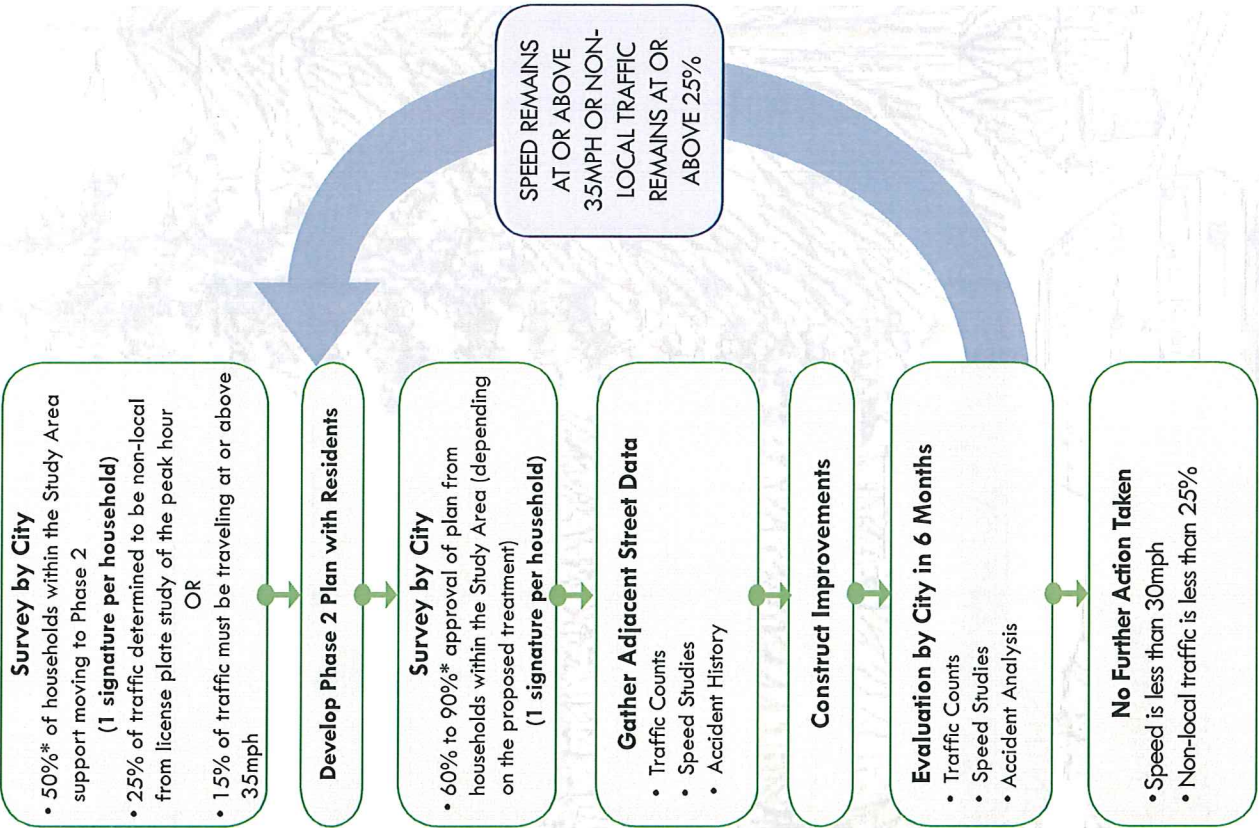 Survey by City
• 50%* of households within the Study Area
support moving to Phase 2
(1 signature per household)
• 25% of traffic determined to be non-local
from license plate study of the peak hour
OR
• 15% of traffic must be traveling at or above
35mph
Develop Phase 2 Plan with Residents
Survey by City
• 60% to 90%* approval of plan from
households within the Study Area (depending
on the proposed treatment)
(1 signature per household)
Gather Adjacent Street Data
• Traffic Counts
• Speed Studies
• Accident History
Construct Improvements
Evaluation by City in 6 Months
• Traffic Counts
• Speed Studies
• Accident Analysis
No Further Action Taken
•Speed is less than 30mph
•Non-local traffic is less than 25%
SPEED REMAINS
AT OR ABOVE
35MPH OR NON-
LOCAL TRAFFIC
REMAINS AT OR
ABOVE 25%